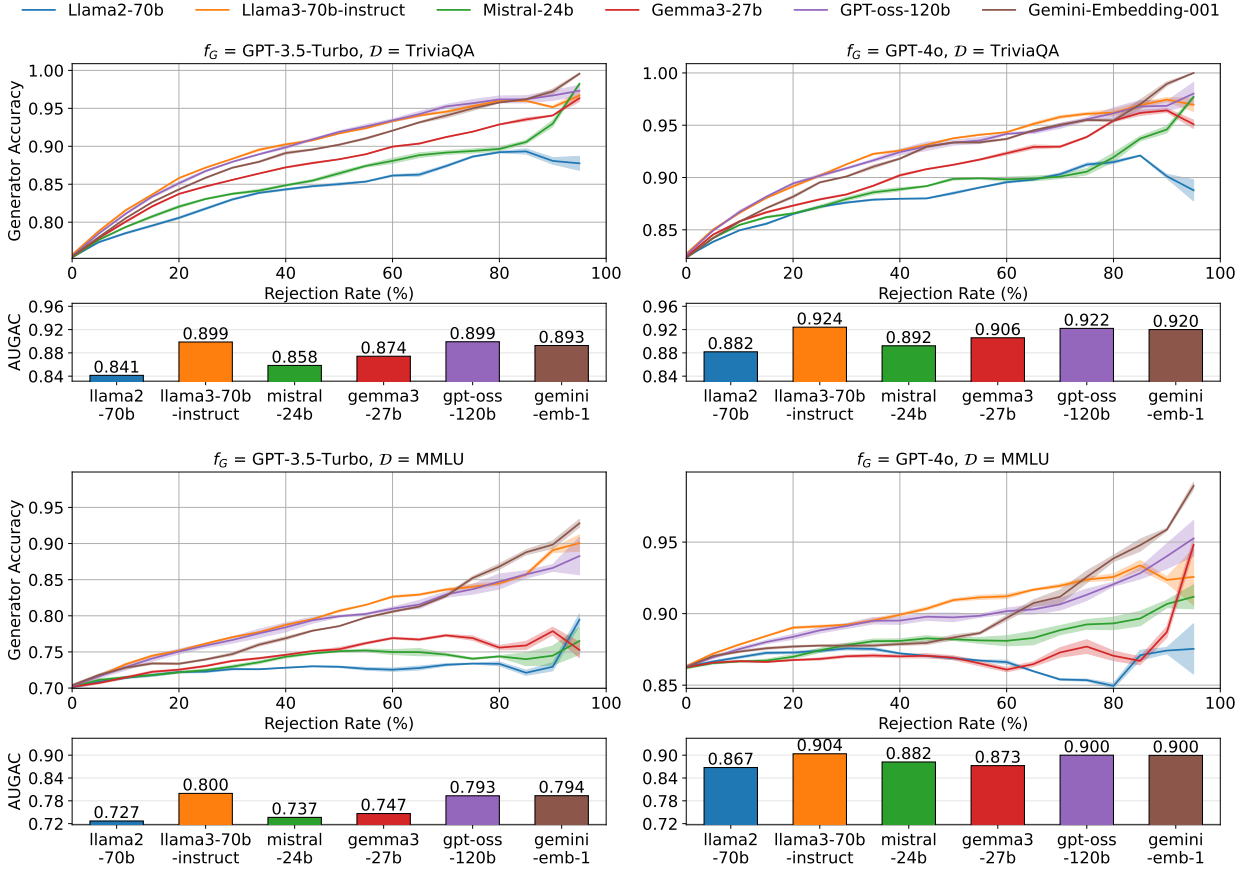 Llama2-70b Llama3-70b-instruct Mistral-24b Gemma3-27b GPT-oss-120b Gemini-Embedding-001
f_G = GPT-3.5-Turbo, 𝒟 = TriviaQA
Generator Accuracy
1.00
0.95
0.90
0.85
0.80
0 20 40 60 80 100
Rejection Rate (%)
AUGAC
0.96
0.92
0.88
0.84
0.841 0.899 0.858 0.874 0.899 0.893
llama2 llama3-70b mistral gemma3 gpt-oss gemini
-70b -instruct -24b -27b -120b -emb-1
f_G = GPT-4o, 𝒟 = TriviaQA
1.00
0.95
0.90
0.85
0 20 40 60 80 100
Rejection Rate (%)
0.96
0.92
0.88
0.84
0.882 0.924 0.892 0.906 0.922 0.920
llama2 llama3-70b mistral gemma3 gpt-oss gemini
-70b -instruct -24b -27b -120b -emb-1
f_G = GPT-3.5-Turbo, 𝒟 = MMLU
Generator Accuracy
0.95
0.90
0.85
0.80
0.75
0.70
0 20 40 60 80 100
Rejection Rate (%)
AUGAC
0.90
0.84
0.78
0.72
0.727 0.800 0.737 0.747 0.793 0.794
llama2 llama3-70b mistral gemma3 gpt-oss gemini
-70b -instruct -24b -27b -120b -emb-1
f_G = GPT-4o, 𝒟 = MMLU
0.95
0.90
0.85
0 20 40 60 80 100
Rejection Rate (%)
0.90
0.84
0.78
0.72
0.867 0.904 0.882 0.873 0.900 0.900
llama2 llama3-70b mistral gemma3 gpt-oss gemini
-70b -instruct -24b -27b -120b -emb-1